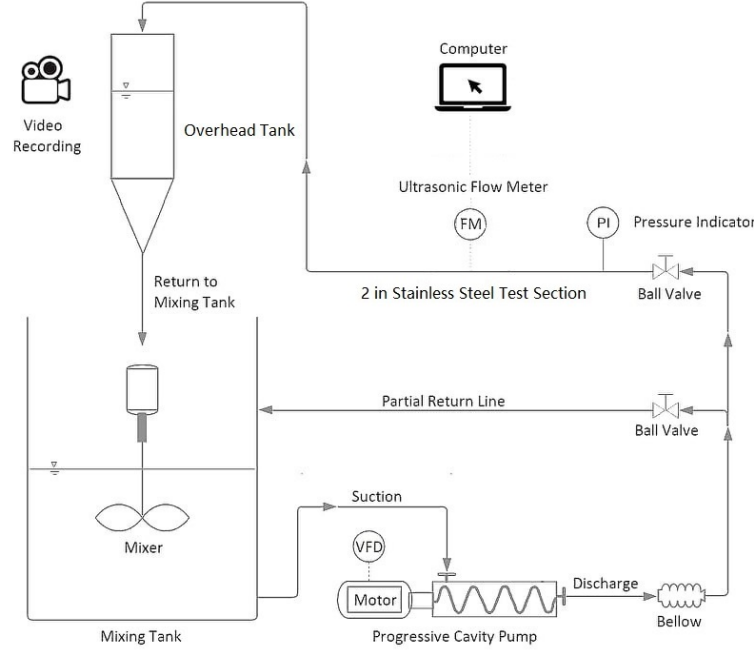 Computer
Video
Recording
Overhead Tank
Ultrasonic Flow Meter
FM
PI
Pressure Indicator
Return to
Mixing Tank
2 in Stainless Steel Test Section
Ball Valve
Partial Return Line
Ball Valve
Suction
Mixer
VFD
Motor
Discharge
Bellow
Mixing Tank
Progressive Cavity Pump